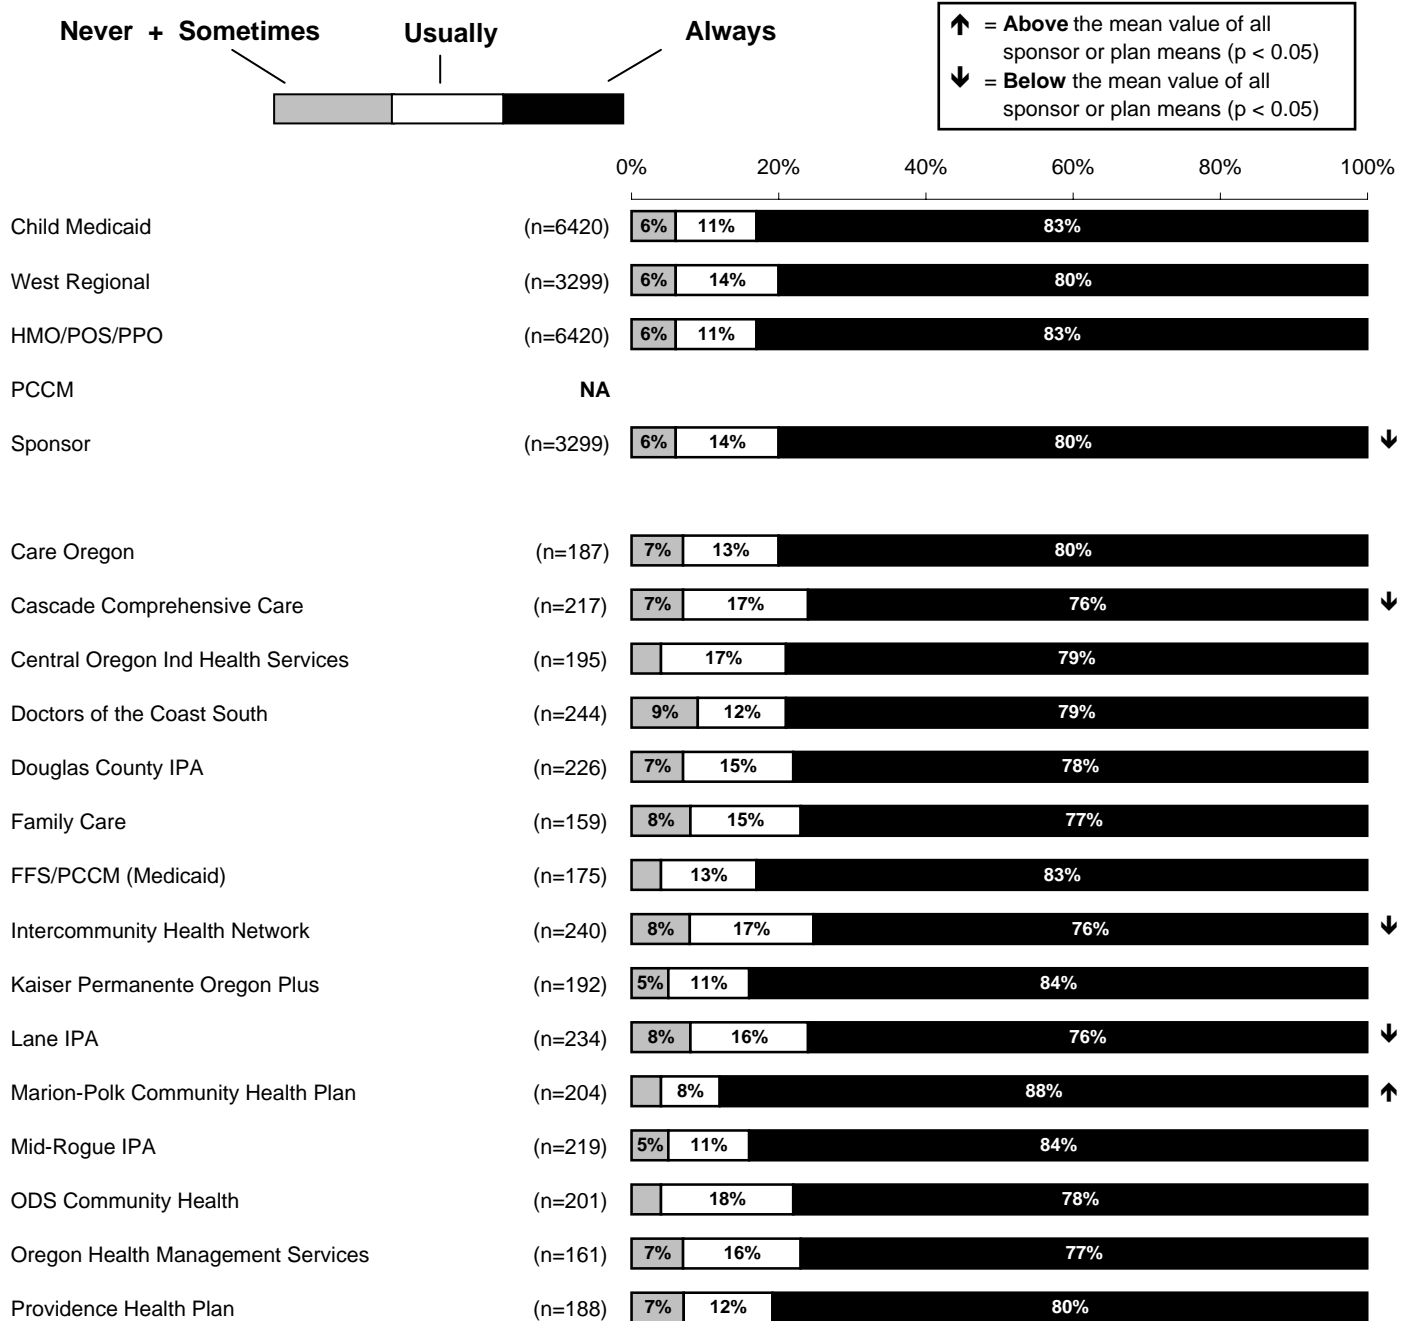 Never + Sometimes Usually Always
↑ = Above the mean value of all
sponsor or plan means (p < 0.05)
↓ = Below the mean value of all
sponsor or plan means (p < 0.05)
0% 20% 40% 60% 80% 100%
Child Medicaid (n=6420) 6% 11% 83%
West Regional (n=3299) 6% 14% 80%
HMO/POS/PPO (n=6420) 6% 11% 83%
PCCM NA
Sponsor (n=3299) 6% 14% 80% ↓
Care Oregon (n=187) 7% 13% 80%
Cascade Comprehensive Care (n=217) 7% 17% 76% ↓
Central Oregon Ind Health Services (n=195) 17% 79%
Doctors of the Coast South (n=244) 9% 12% 79%
Douglas County IPA (n=226) 7% 15% 78%
Family Care (n=159) 8% 15% 77%
FFS/PCCM (Medicaid) (n=175) 13% 83%
Intercommunity Health Network (n=240) 8% 17% 76% ↓
Kaiser Permanente Oregon Plus (n=192) 5% 11% 84%
Lane IPA (n=234) 8% 16% 76% ↓
Marion-Polk Community Health Plan (n=204) 8% 88% ↑
Mid-Rogue IPA (n=219) 5% 11% 84%
ODS Community Health (n=201) 18% 78%
Oregon Health Management Services (n=161) 7% 16% 77%
Providence Health Plan (n=188) 7% 12% 80%